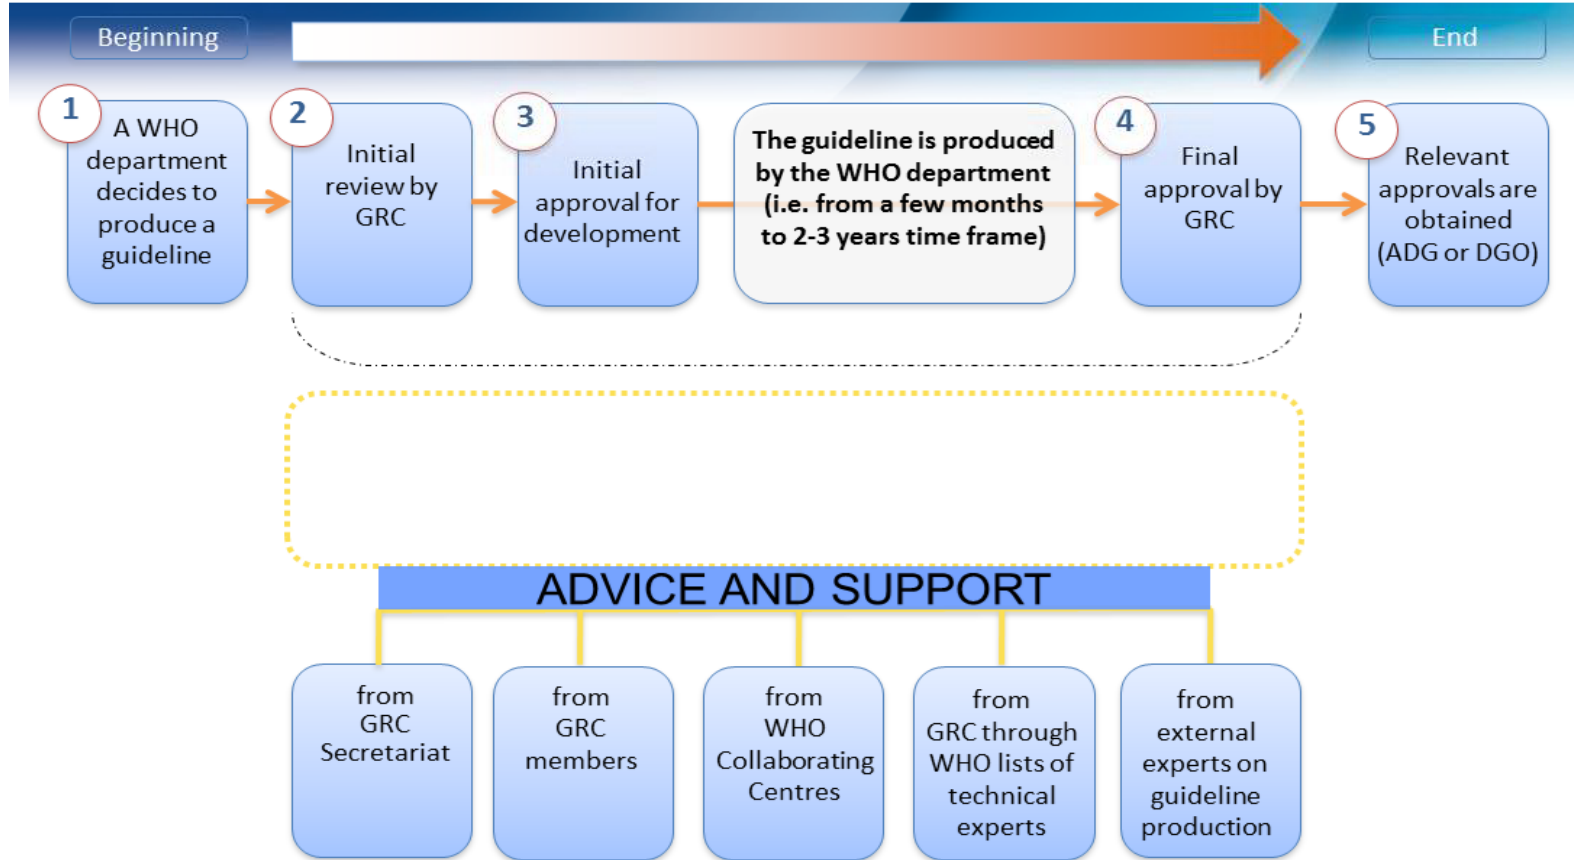 Beginning
End
1
A WHO
department
decides to
produce a
guideline
2
Initial
review by
GRC
3
Initial
approval for
development
The guideline is produced
by the WHO department
(i.e. from a few months
to 2-3 years time frame)
4
Final
approval by
GRC
5
Relevant
approvals are
obtained
(ADG or DGO)
ADVICE AND SUPPORT
from
GRC
Secretariat
from
GRC
members
from
WHO
Collaborating
Centres
from
GRC through
WHO lists of
technical
experts
from
external
experts on
guideline
production